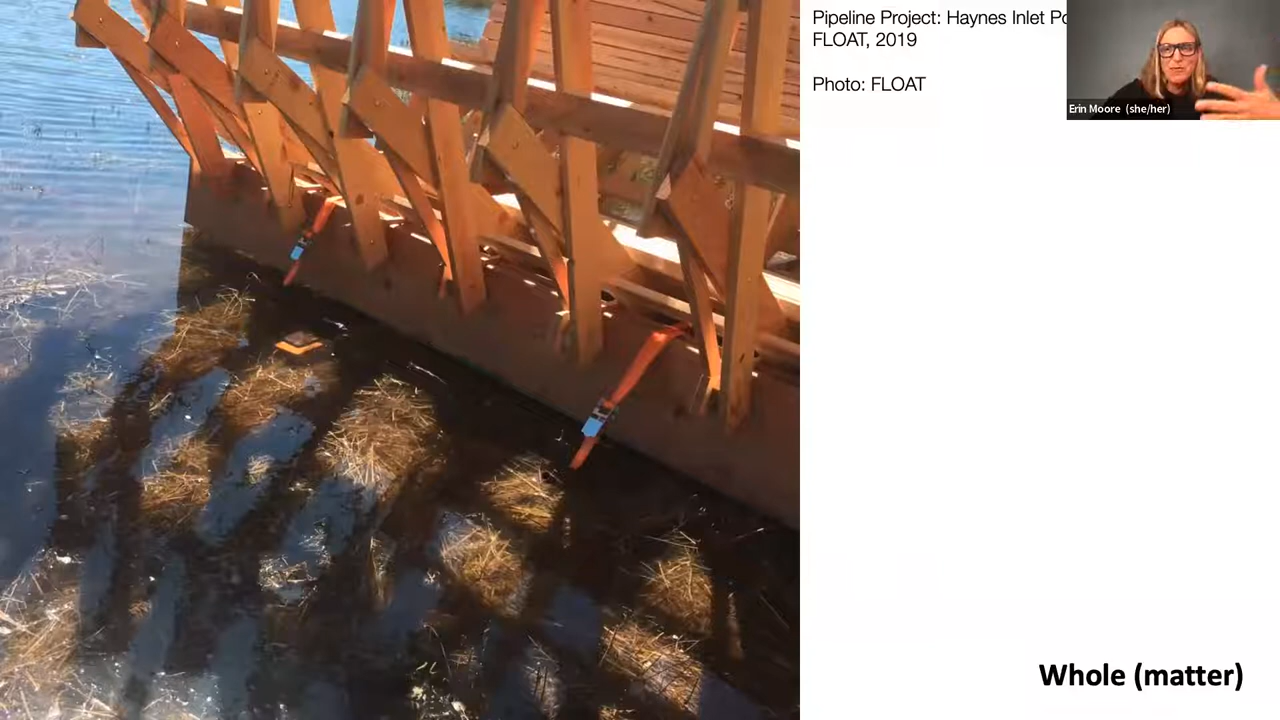 Pipeline Project: Haynes Inlet
FLOAT, 2019
Photo: FLOAT
Erin Moore (she/her)
Whole (matter)